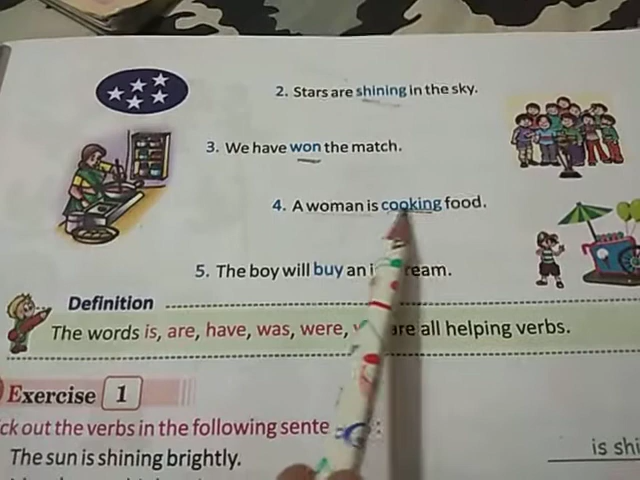 2. Stars are shining in the sky.
3. We have won the match.
4. A woman is cooking food.
5. The boy will buy an ream.
Definition
The words is, are, have, was, were, are all helping verbs.
Exercise 1
ck out the verbs in the following sente
The sun is shining brightly.
is shi